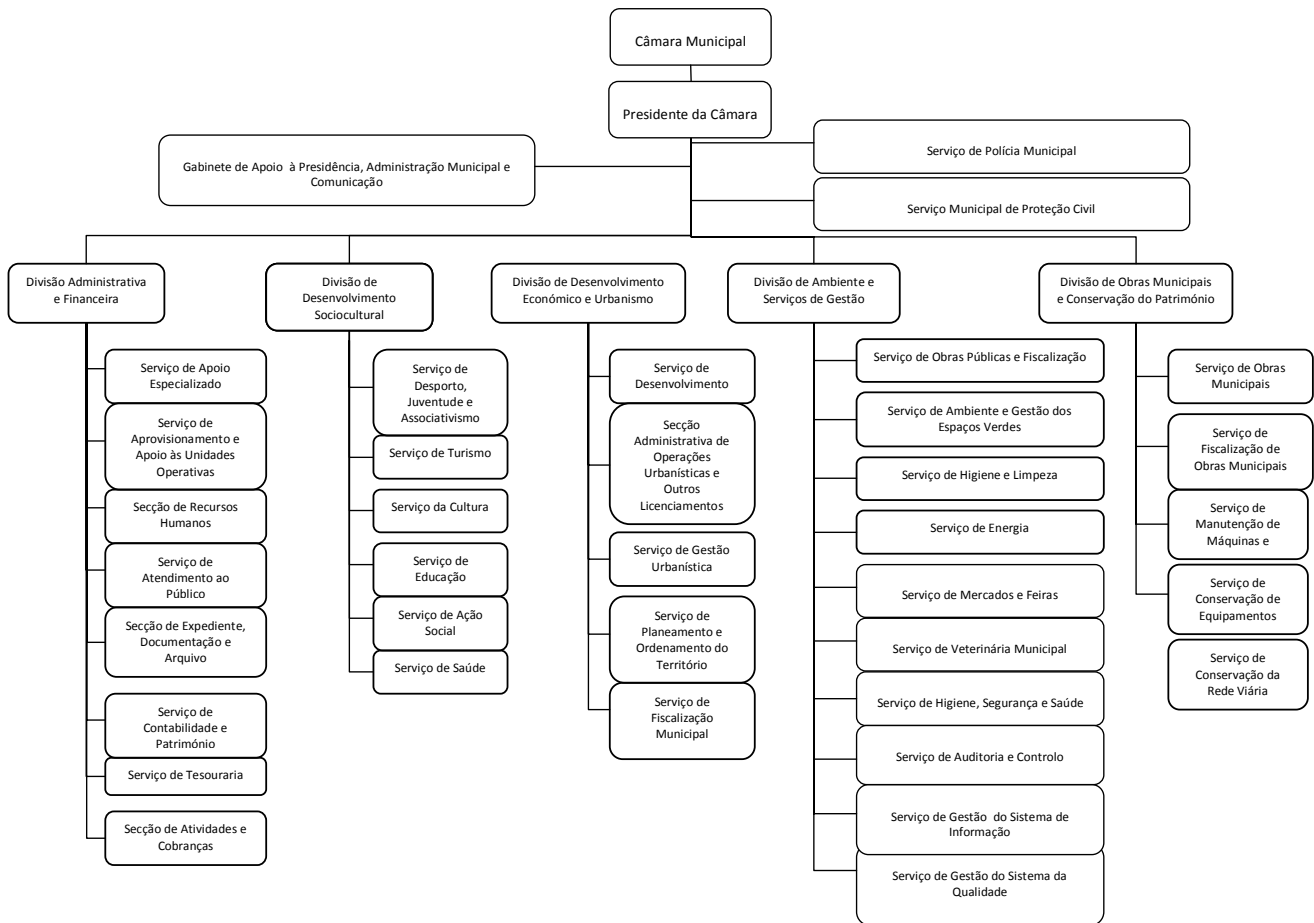 Câmara Municipal
Presidente da Câmara
Gabinete de Apoio à Presidência, Administração Municipal e
Comunicação
Serviço de Polícia Municipal
Serviço Municipal de Proteção Civil
Divisão Administrativa
e Financeira
Serviço de Apoio
Especializado
Serviço de
Aprovisionamento e
Apoio às Unidades
Operativas
Secção de Recursos
Humanos
Serviço de
Atendimento ao
Público
Secção de Expediente,
Documentação e
Arquivo
Serviço de
Contabilidade e
Património
Serviço de Tesouraria
Secção de Atividades e
Cobranças
Divisão de
Desenvolvimento
Sociocultural
Serviço de
Desporto,
Juventude e
Associativismo
Serviço de Turismo
Serviço da Cultura
Serviço de
Educação
Serviço de Ação
Social
Serviço de Saúde
Divisão de Desenvolvimento
Económico e Urbanismo
Serviço de
Desenvolvimento
Secção
Administrativa de
Operações
Urbanísticas e
Outros
Licenciamentos
Serviço de Gestão
Urbanística
Serviço de
Planeamento e
Ordenamento do
Território
Serviço de
Fiscalização
Municipal
Divisão de Ambiente e
Serviços de Gestão
Serviço de Obras Públicas e Fiscalização
Serviço de Ambiente e Gestão dos
Espaços Verdes
Serviço de Higiene e Limpeza
Serviço de Energia
Serviço de Mercados e Feiras
Serviço de Veterinária Municipal
Serviço de Higiene, Segurança e Saúde
Serviço de Auditoria e Controlo
Serviço de Gestão do Sistema de
Informação
Serviço de Gestão do Sistema da
Qualidade
Divisão de Obras Municipais
e Conservação do Património
Serviço de Obras
Municipais
Serviço de
Fiscalização de
Obras Municipais
Serviço de
Manutenção de
Máquinas e
Serviço de
Conservação de
Equipamentos
Serviço de
Conservação da
Rede Viária